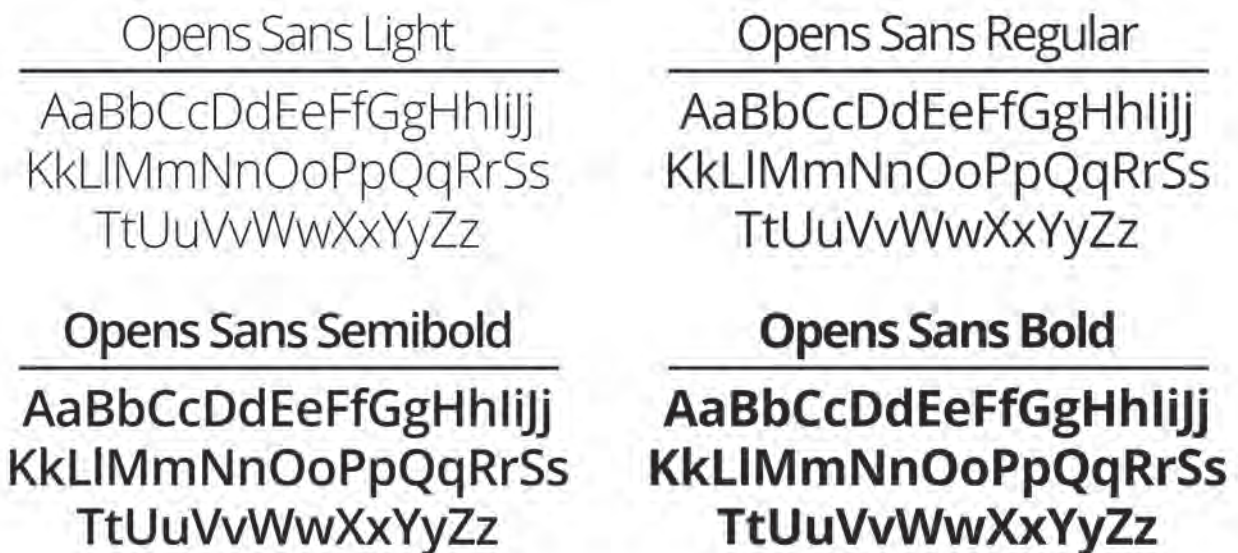 Opens Sans Light
AaBbCcDdEeFfGgHhIiJj
KkLlMmNnOoPpQqRrSs
TtUuVvWwXxYyZz
Opens Sans Regular
AaBbCcDdEeFfGgHhIiJj
KkLlMmNnOoPpQqRrSs
TtUuVvWwXxYyZz
Opens Sans Semibold
AaBbCcDdEeFfGgHhIiJj
KkLlMmNnOoPpQqRrSs
TtUuVvWwXxYyZz
Opens Sans Bold
AaBbCcDdEeFfGgHhIiJj
KkLlMmNnOoPpQqRrSs
TtUuVvWwXxYyZz